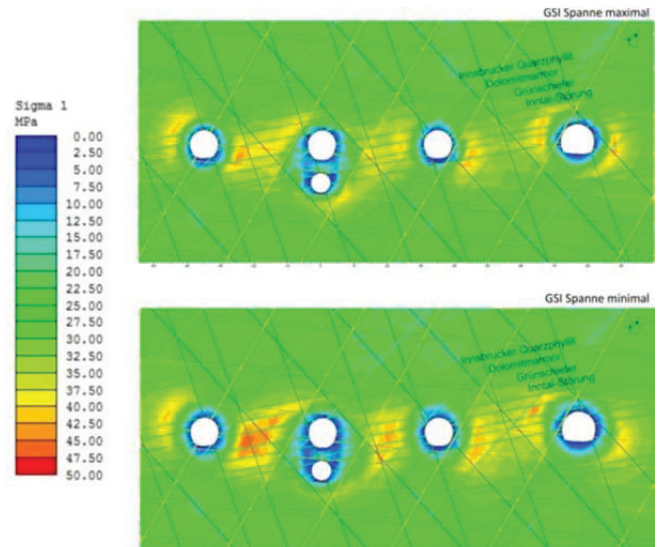 GSI Spanne maximal
Innsbrucker Quarzphyllit
Dolomitmarmor
Grünschiefer
Inntal-Störung
Sigma 1
MPa
0.00
2.50
5.00
7.50
10.00
12.50
15.00
17.50
20.00
22.50
25.00
27.50
30.00
32.50
35.00
37.50
40.00
42.50
45.00
47.50
50.00
GSI Spanne minimal
Innsbrucker Quarzphyllit
Dolomitmarmor
Grünschiefer
Inntal-Störung